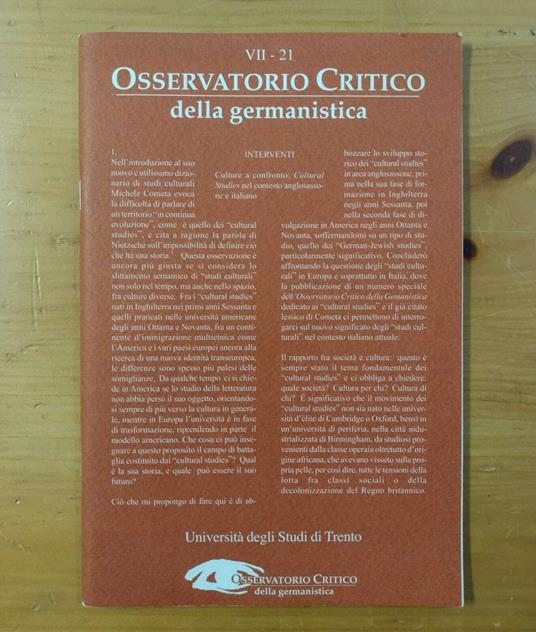 VII - 21
OSSERVATORIO CRITICO
della germanistica
1.
Nell'introduzione al suo
nuovo e utilissimo dizio-
nario di studi culturali
Michele Cometa evoca
la difficoltà di parlare di
un territorio "in continua
evoluzione", come è quello dei "cultural
studies", e cita a ragione la parola di
Nietzsche sull'impossibilità di definire ciò
che ha una storia.¹ Questa osservazione è
ancora più giusta se si considera lo
slittamento semantico di "studi culturali"
non solo nel tempo, ma anche nello spazio,
fra culture diverse. Fra i "cultural studies"
nati in Inghilterra nei primi anni Sessanta e
quelli praticati nelle università americane
degli anni Ottanta e Novanta, fra un conti-
nente d'immigrazione multietnica come
l'America e i vari paesi europei ancora alla
ricerca di una nuova identità transeuropea,
le differenze sono spesso più palesi delle
somiglianze. Da qualche tempo ci si chie-
de in America se lo studio della letteratura
non abbia perso il suo oggetto, orientando-
si sempre di più verso la cultura in genera-
le, mentre in Europa l'università è in fase
di trasformazione, riprendendo in parte il
modello americano. Che cosa ci può inse-
gnare a questo proposito il campo di batta-
glia costituito dai "cultural studies"? Qual
è la sua storia, e quale può essere il suo
futuro?
Ciò che mi propongo di fare qui è di ab-
INTERVENTI
Culture a confronto: Cultural
Studies nel contesto anglosasso-
ne e italiano
bozzare lo sviluppo sto-
rico dei "cultural studies"
in area anglosassone, pri-
ma nella sua fase di for-
mazione in Inghilterra
negli anni Sessanta, poi
nella seconda fase di di-
vulgazione in America negli anni Ottanta e
Novanta, soffermandomi su un tipo di stu-
dio, quello dei "German-Jewish studies",
particolarmente significativo. Concluderò
affrontando la questione degli "studi cultu-
rali" in Europa e soprattutto in Italia, dove
la pubblicazione di un numero speciale
dell'Osservatorio Critico della Germanistica
dedicato ai "cultural studies" e il già citato
lessico di Cometa ci permettono di interro-
garci sul nuovo significato degli "studi cul-
turali" nel contesto italiano attuale.
Il rapporto fra società e cultura: questo è
sempre stato il tema fondamentale dei
"cultural studies" e ci obbliga a chiedere:
quale società? Cultura per chi? Cultura di
chi? È significativo che il movimento dei
"cultural studies" non sia nato nelle univer-
sità d'élite di Cambridge o Oxford, bensì in
un'università di periferia, nella città indu-
strializzata di Birmingham, da studiosi pro-
venienti dalla classe operaia oltretutto d'ori-
gine africana, che avevano vissuto sulla pro-
pria pelle, per così dire, tutte le tensioni della
lotta fra classi sociali o della
decolonizzazione del Regno britannico.
Università degli Studi di Trento
OSSERVATORIO CRITICO
della germanistica